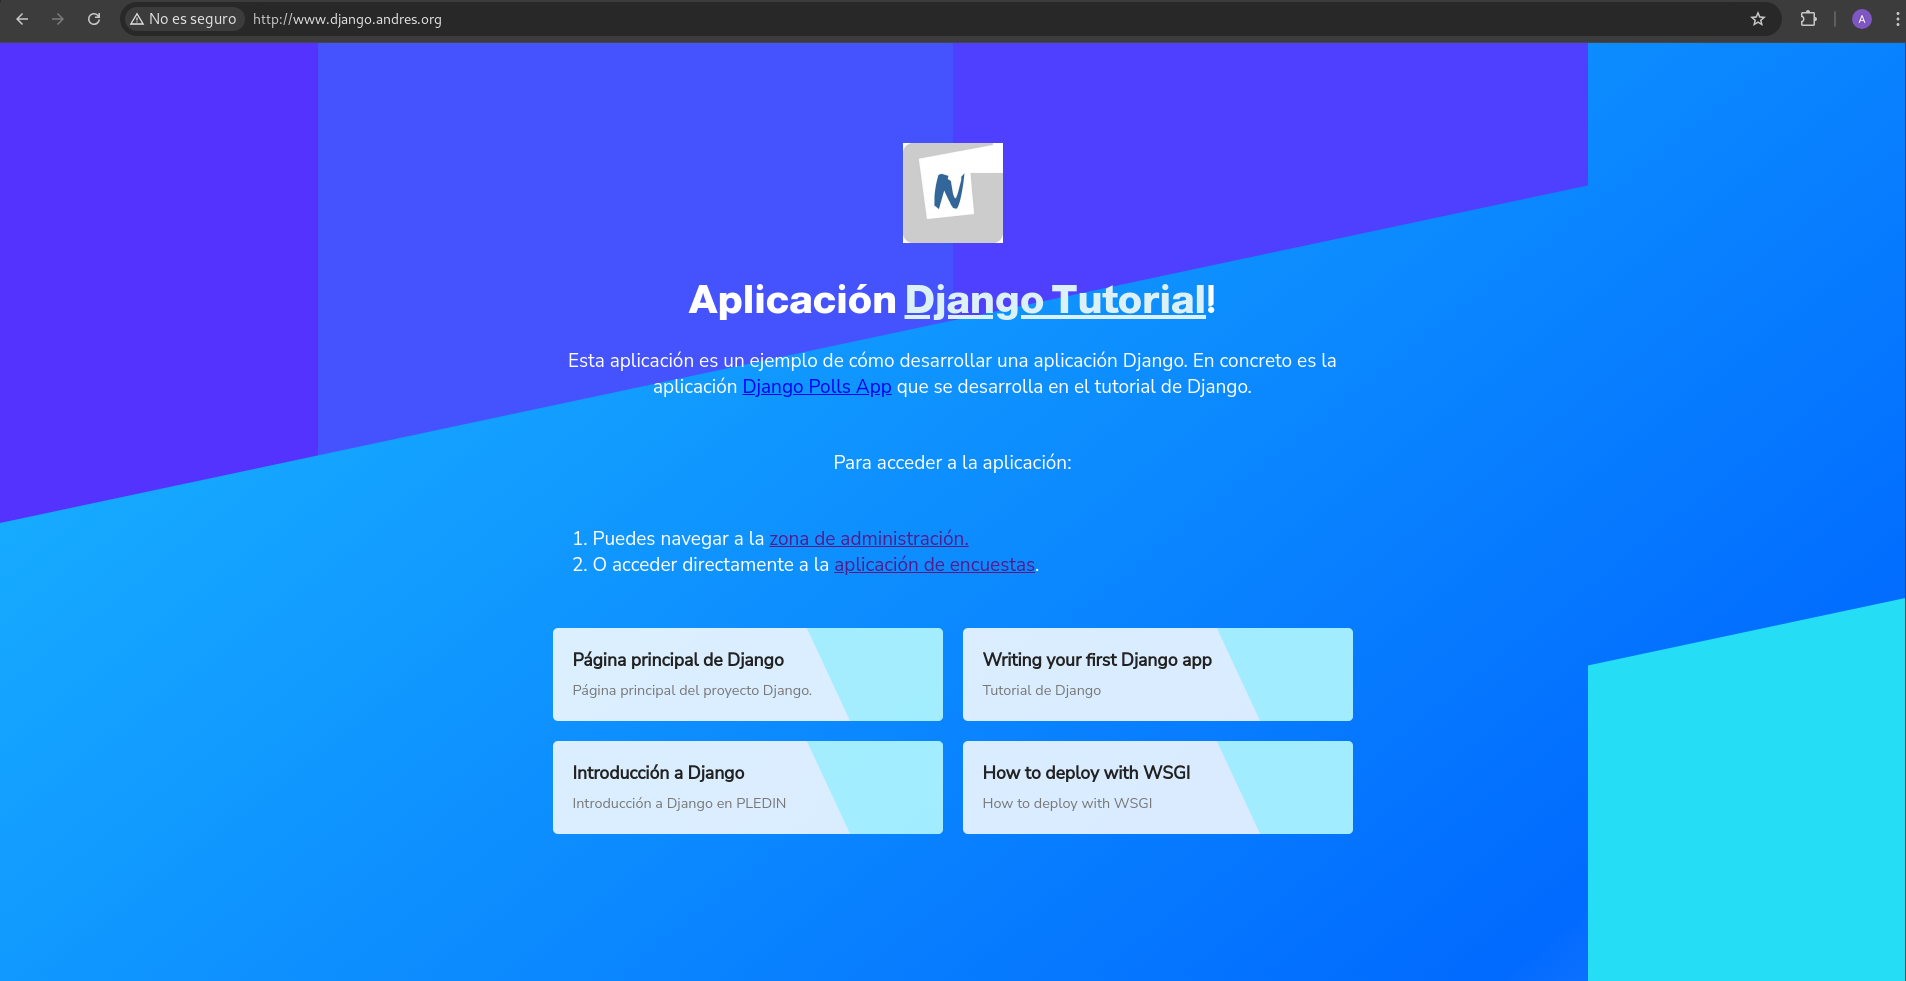 No es seguro
http://www.django.andres.org
A
N
Aplicación Django Tutorial!
Esta aplicación es un ejemplo de cómo desarrollar una aplicación Django. En concreto es la
aplicación Django Polls App que se desarrolla en el tutorial de Django.
Para acceder a la aplicación:
1. Puedes navegar a la zona de administración.
2. O acceder directamente a la aplicación de encuestas.
Página principal de Django
Página principal del proyecto Django.
Writing your first Django app
Tutorial de Django
Introducción a Django
Introducción a Django en PLEDIN
How to deploy with WSGI
How to deploy with WSGI